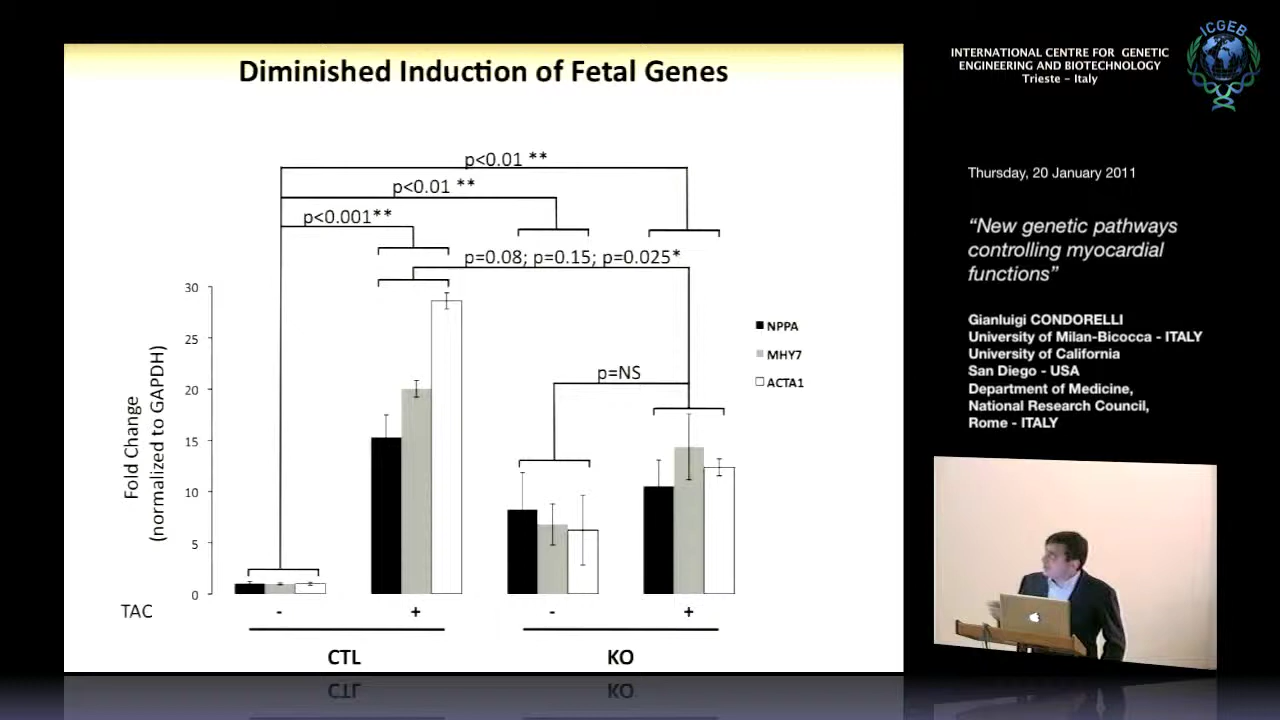 Diminished Induction of Fetal Genes
p<0.01 **
p<0.01 **
p<0.001**
p=0.08; p=0.15; p=0.025*
p=NS
Fold Change
(normalized to GAPDH)
30
25
20
15
10
5
0
NPPA
MHY7
ACTA1
TAC
-
+
-
+
CTL
KO
ICGEB
INTERNATIONAL CENTRE FOR GENETIC
ENGINEERING AND BIOTECHNOLOGY
Trieste - Italy
Thursday, 20 January 2011
“New genetic pathways
controlling myocardial
functions”
Gianluigi CONDORELLI
University of Milan-Bicocca - ITALY
University of California
San Diego - USA
Department of Medicine,
National Research Council,
Rome - ITALY